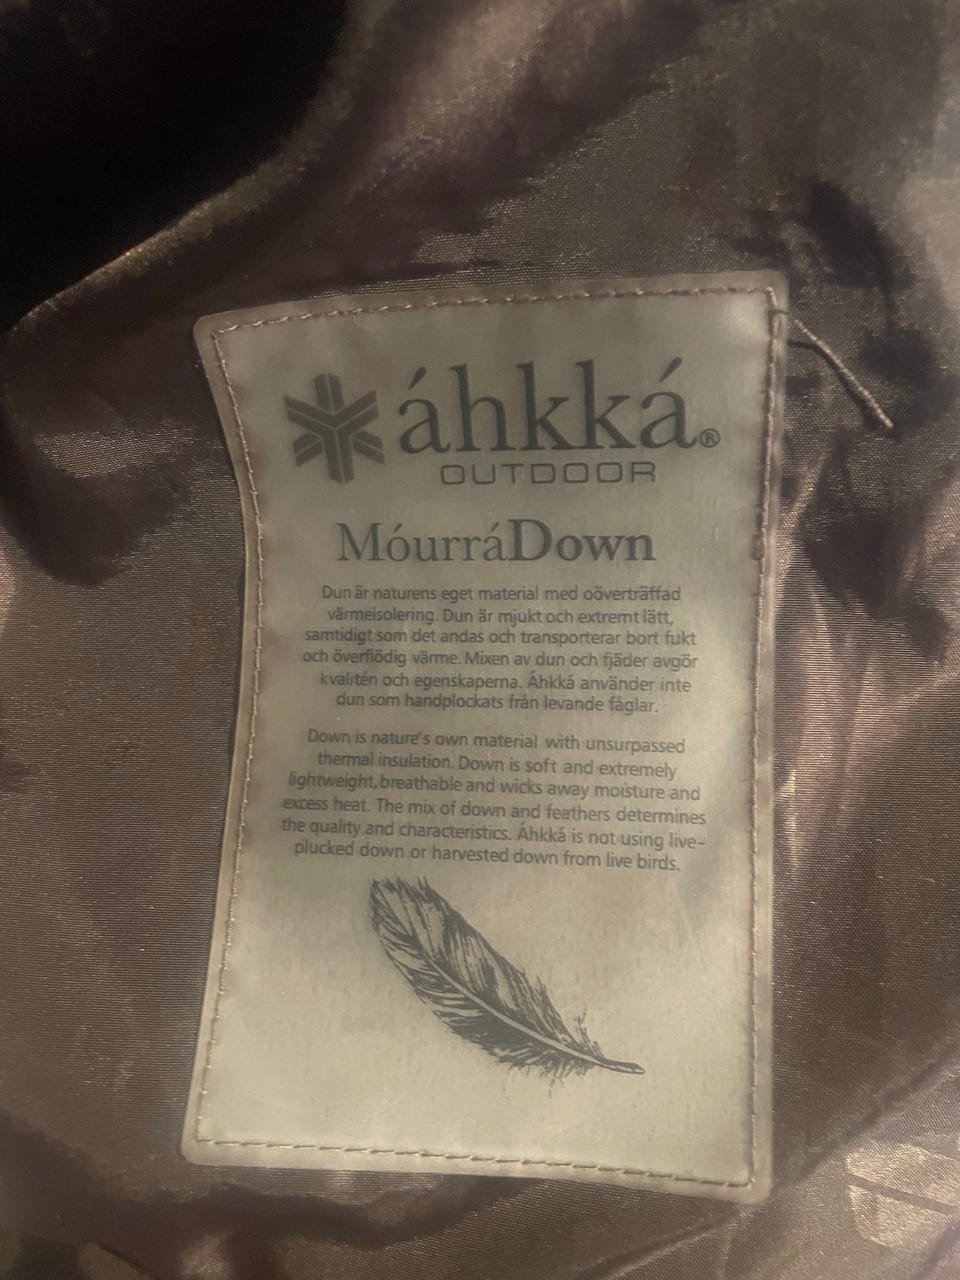 áhkká®
OUTDOOR
MóurráDown
Dun är naturens eget material med oöverträffad
värmeisolering. Dun är mjukt och extremt lätt,
samtidigt som det andas och transporterar bort fukt
och överflödig värme. Mixen av dun och fjäder avgör
kvalitén och egenskaperna. Áhkká använder inte
dun som handplockats från levande fåglar.
Down is nature's own material with unsurpassed
thermal insulation. Down is soft and extremely
lightweight, breathable and wicks away moisture and
excess heat. The mix of down and feathers determines
the quality and characteristics. Áhkká is not using live-
plucked down or harvested down from live birds.